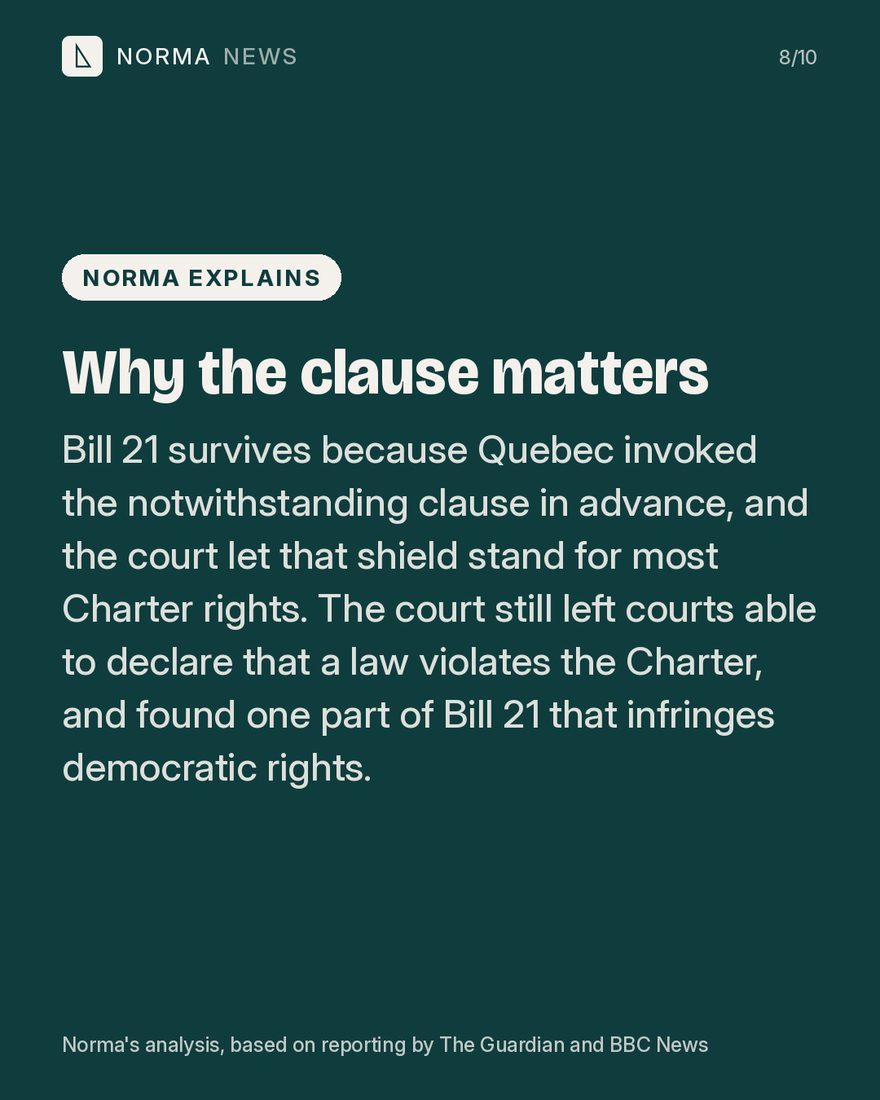 NORMA NEWS
8/10
NORMA EXPLAINS
Why the clause matters
Bill 21 survives because Quebec invoked
the notwithstanding clause in advance, and
the court let that shield stand for most
Charter rights. The court still left courts able
to declare that a law violates the Charter,
and found one part of Bill 21 that infringes
democratic rights.
Norma's analysis, based on reporting by The Guardian and BBC News